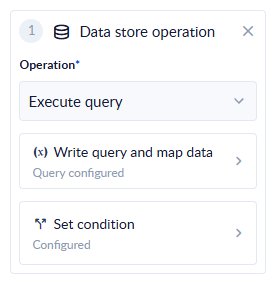 1 Data store operation
Operation*
Execute query
(x) Write query and map data
Query configured
Set condition
Configured